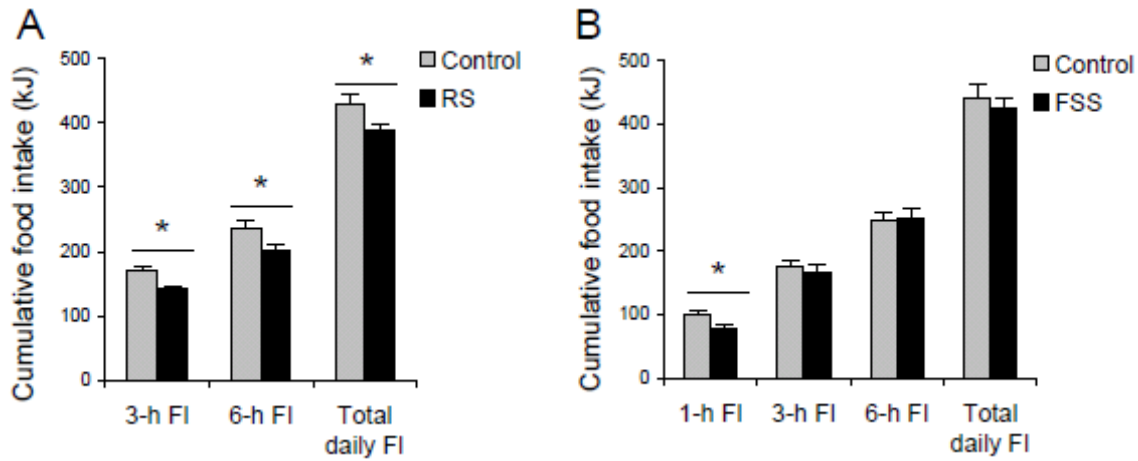 A
Cumulative food intake (kJ)
500
400
300
200
100
0
*
*
*
Control
RS
3-h FI
6-h FI
Total
daily FI
B
Cumulative food intake (kJ)
500
400
300
200
100
0
*
Control
FSS
1-h FI
3-h FI
6-h FI
Total
daily FI